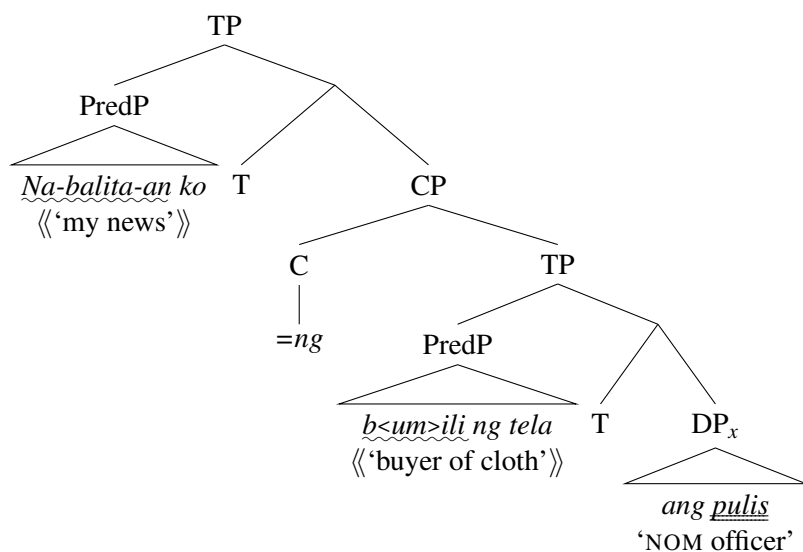 TP
PredP
T
CP
Na-balita-an ko
⟪‘my news’⟫
C
TP
=ng
PredP
T
DPx
b<um>ili ng tela
⟪‘buyer of cloth’⟫
ang pulis
‘NOM officer’